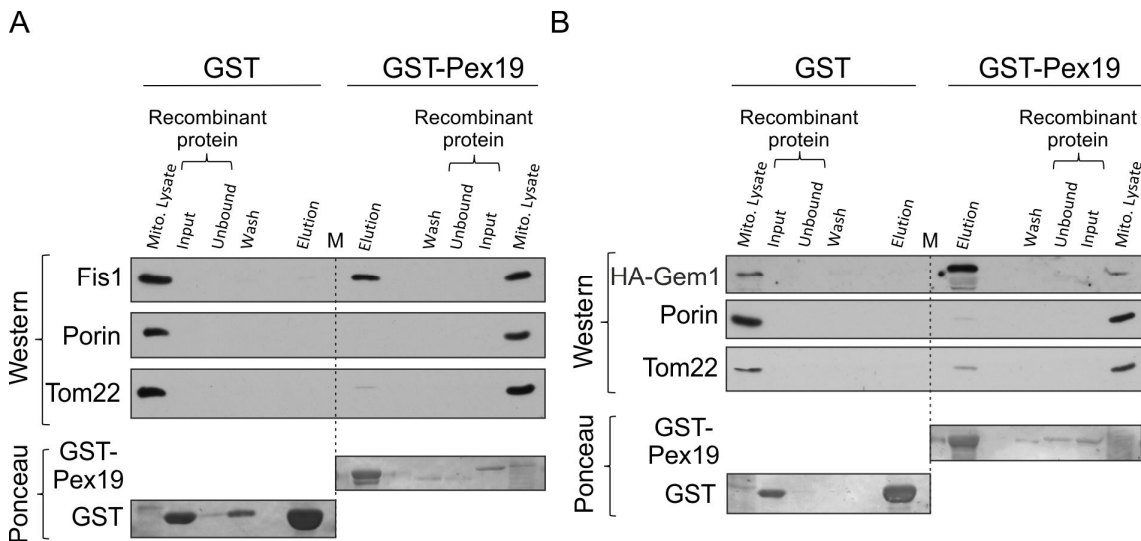 A
GST
GST-Pex19
Recombinant
protein
Recombinant
protein
Mito. Lysate
Input
Unbound
Wash
Elution
M
Elution
Wash
Unbound
Input
Mito. Lysate
Western
Fis1
Porin
Tom22
Ponceau
GST-
Pex19
GST
B
GST
GST-Pex19
Recombinant
protein
Recombinant
protein
Mito. Lysate
Input
Unbound
Wash
Elution
M
Elution
Wash
Unbound
Input
Mito. Lysate
Western
HA-Gem1
Porin
Tom22
Ponceau
GST-
Pex19
GST